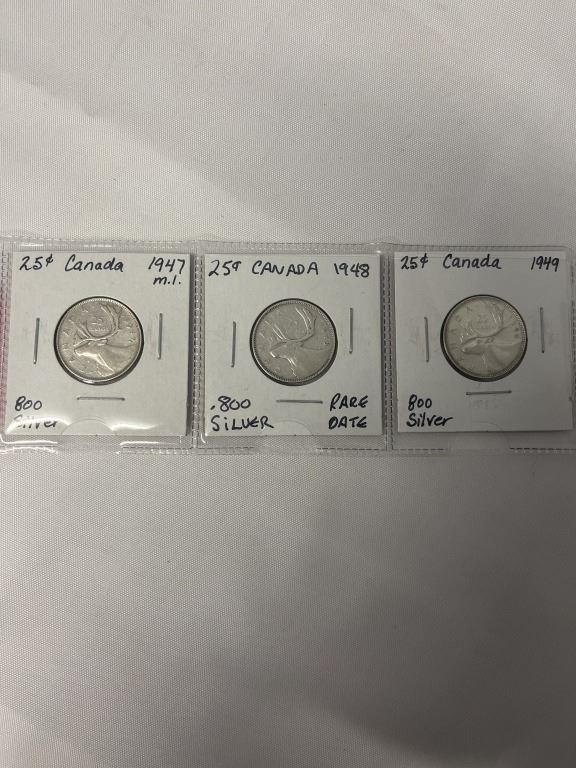 25¢ Canada 1947
m.l.
800
Silver
25¢ CANADA 1948
.800 RARE
SILVER DATE
25¢ Canada 1949
800
Silver